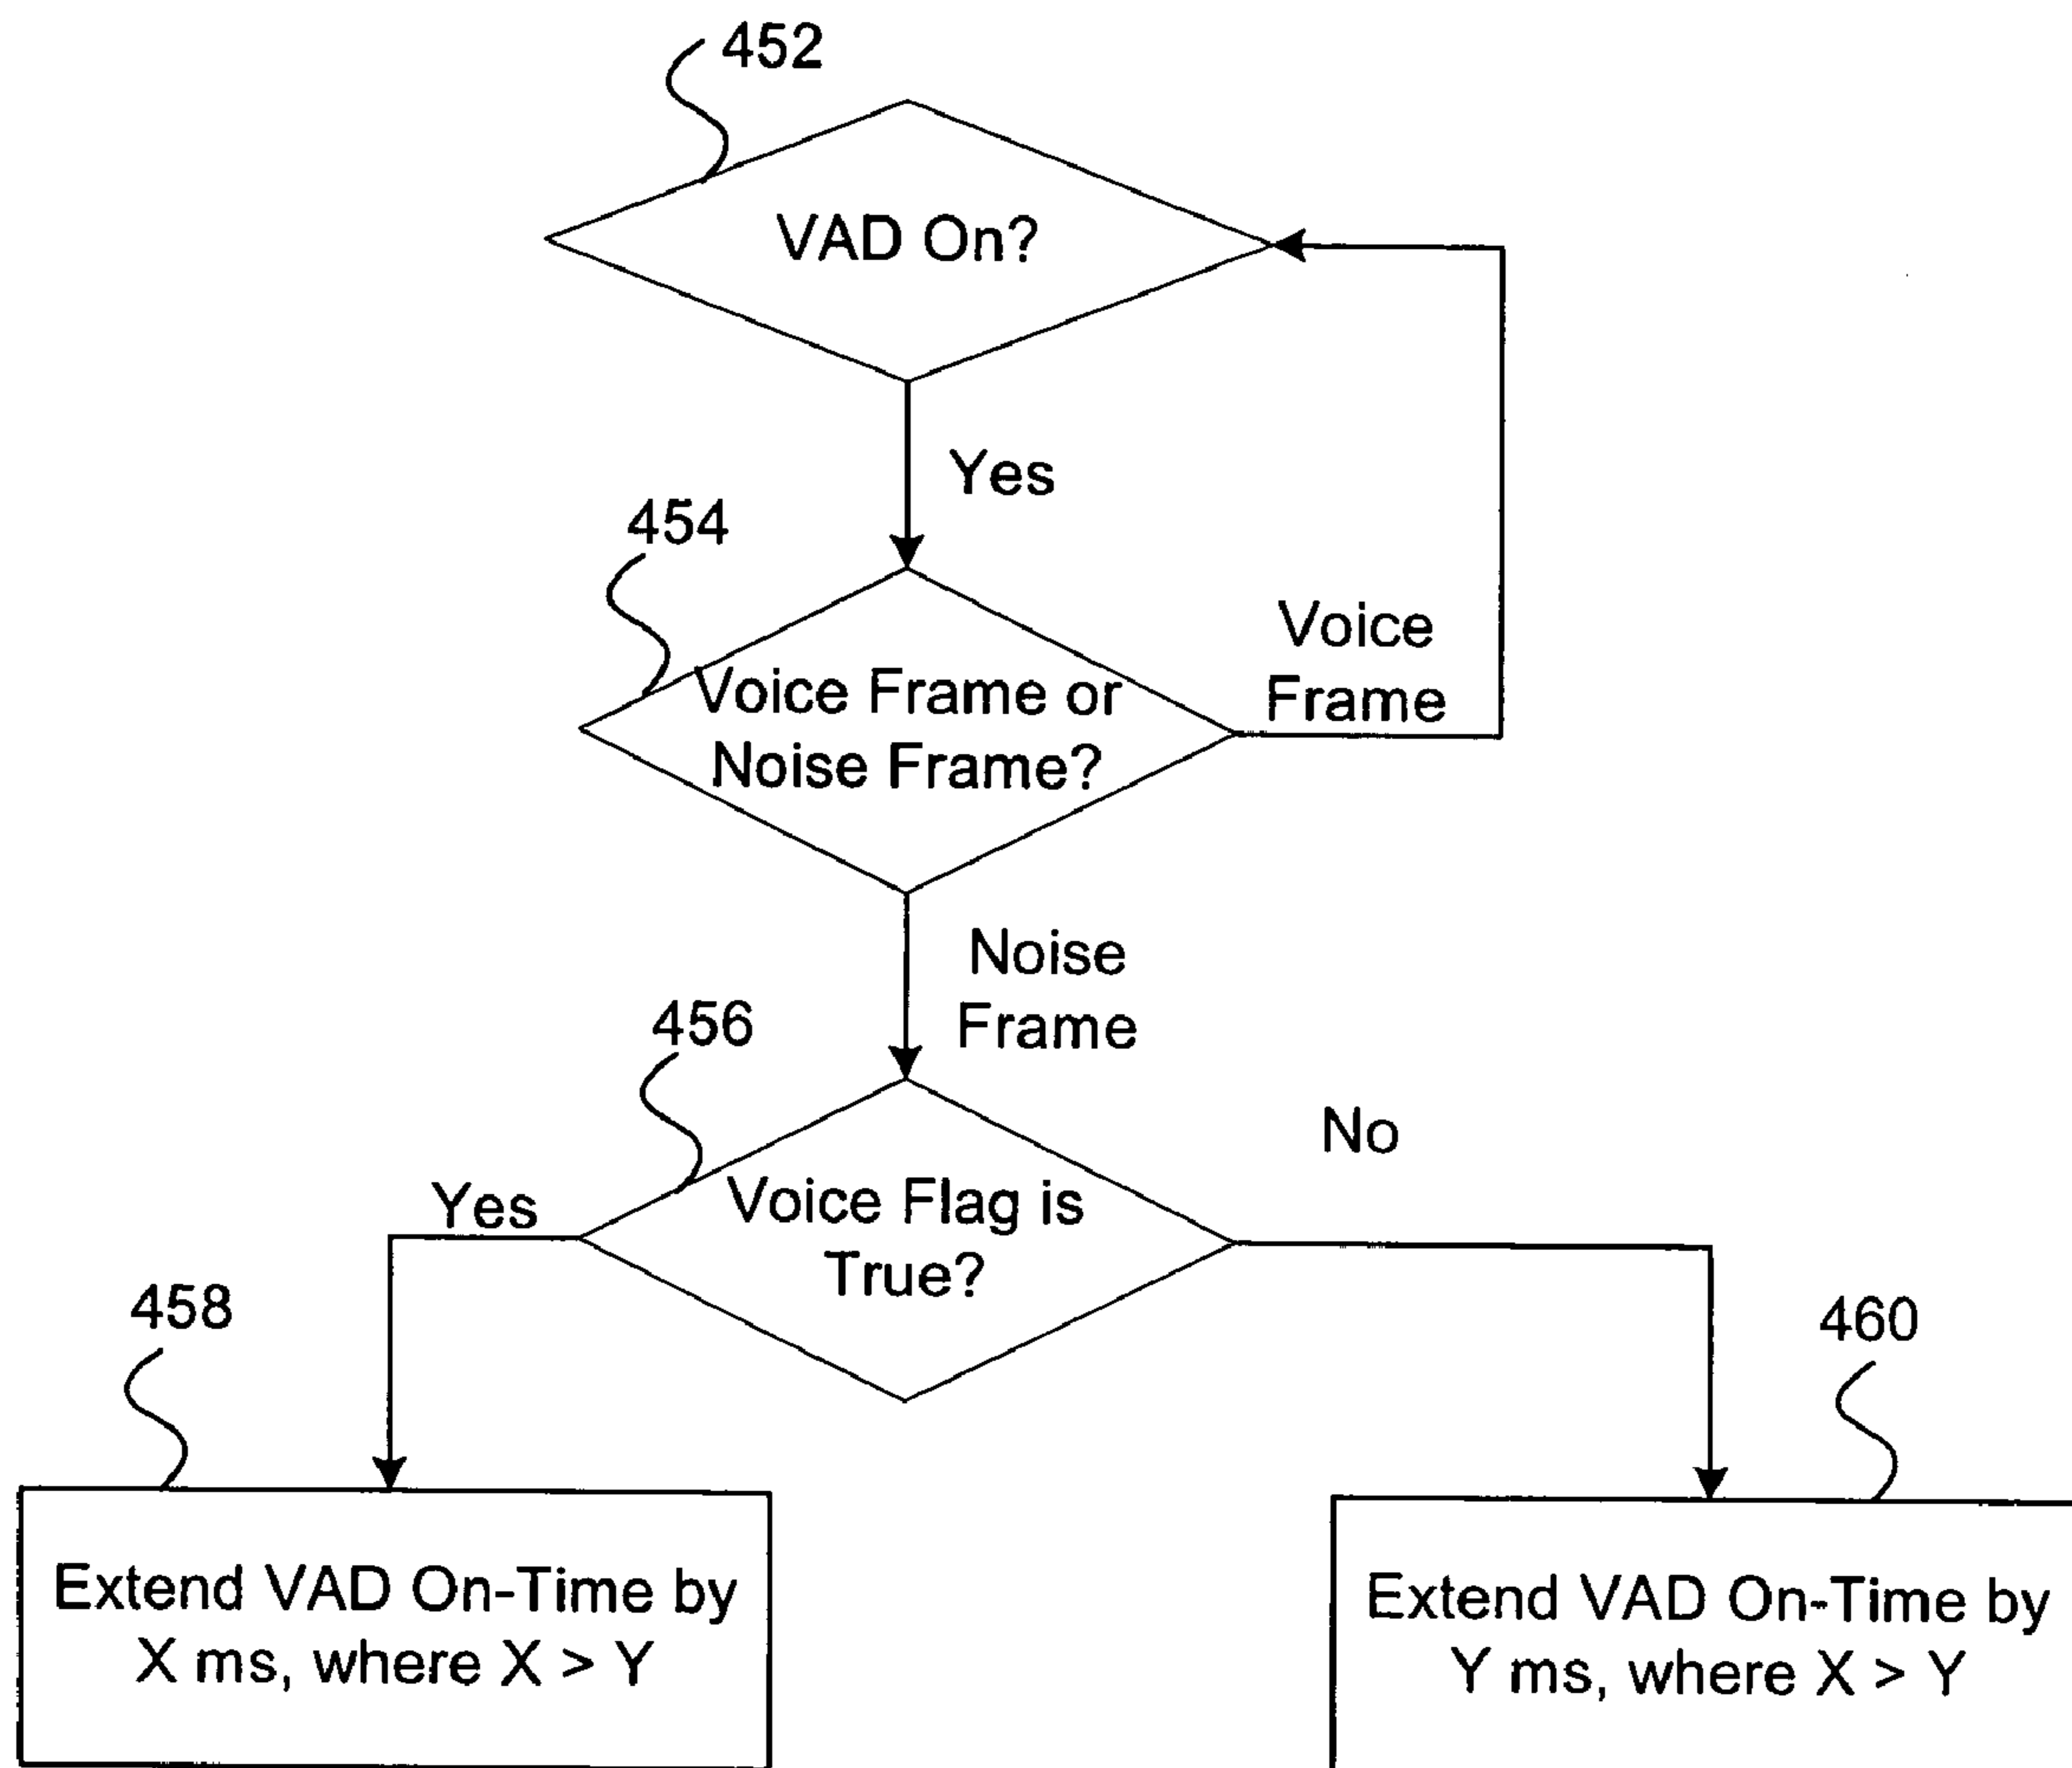 452
VAD On?
Yes
454
Voice Frame or
Noise Frame?
Voice
Frame
Noise
Frame
456
Voice Flag is
True?
Yes
No
458
460
Extend VAD On-Time by
X ms, where X > Y
Extend VAD On-Time by
Y ms, where X > Y